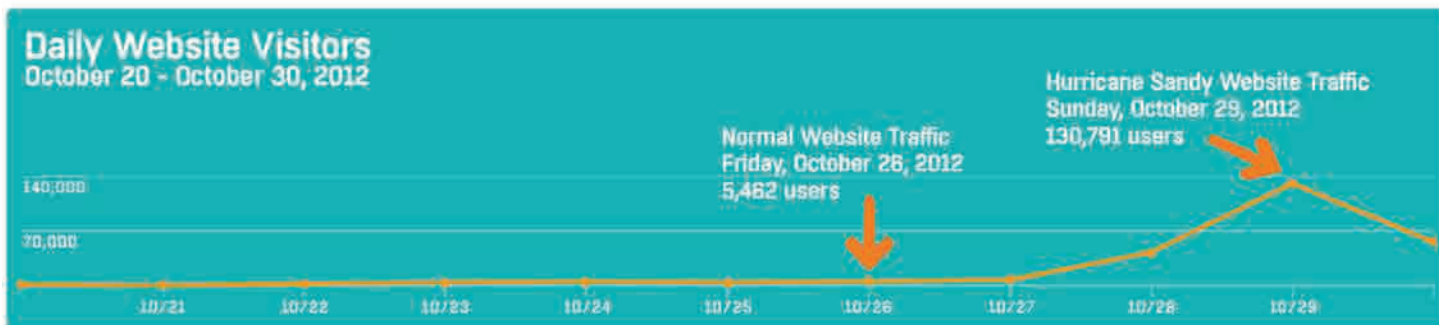 Daily Website Visitors
October 20 - October 30, 2012
Hurricane Sandy Website Traffic
Sunday, October 29, 2012
130,791 users
Normal Website Traffic
Friday, October 26, 2012
5,462 users
140,000
70,000
10/21 10/22 10/23 10/24 10/25 10/26 10/27 10/28 10/29